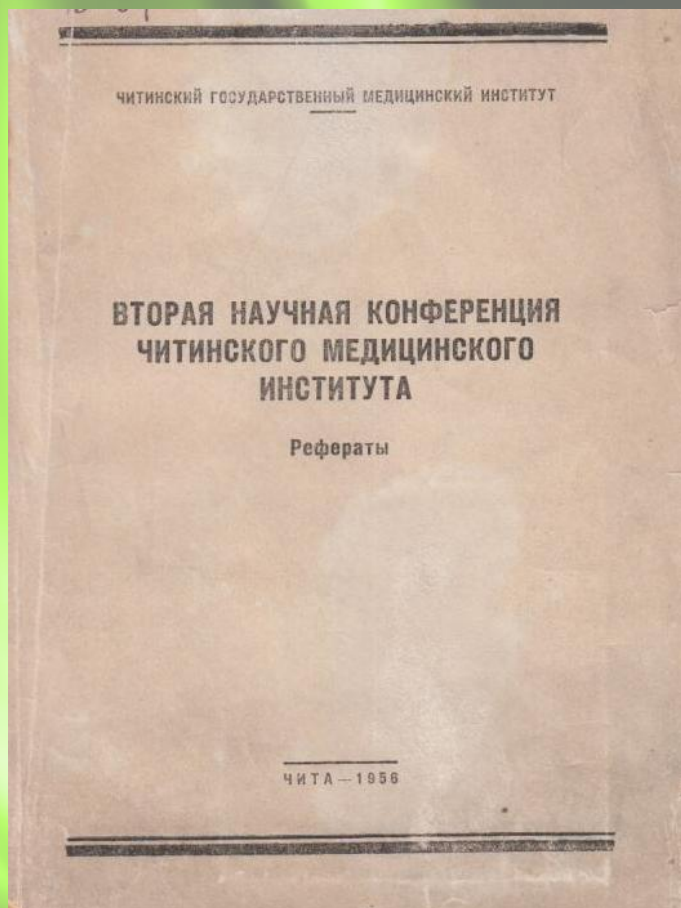 ЧИТИНСКИЙ ГОСУДАРСТВЕННЫЙ МЕДИЦИНСКИЙ ИНСТИТУТ
ВТОРАЯ НАУЧНАЯ КОНФЕРЕНЦИЯ
ЧИТИНСКОГО МЕДИЦИНСКОГО
ИНСТИТУТА
Рефераты
ЧИТА—1956